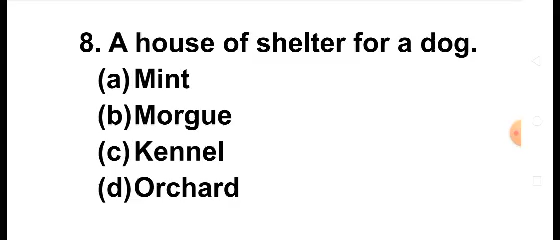 8. A house of shelter for a dog.
(a) Mint
(b) Morgue
(c) Kennel
(d) Orchard